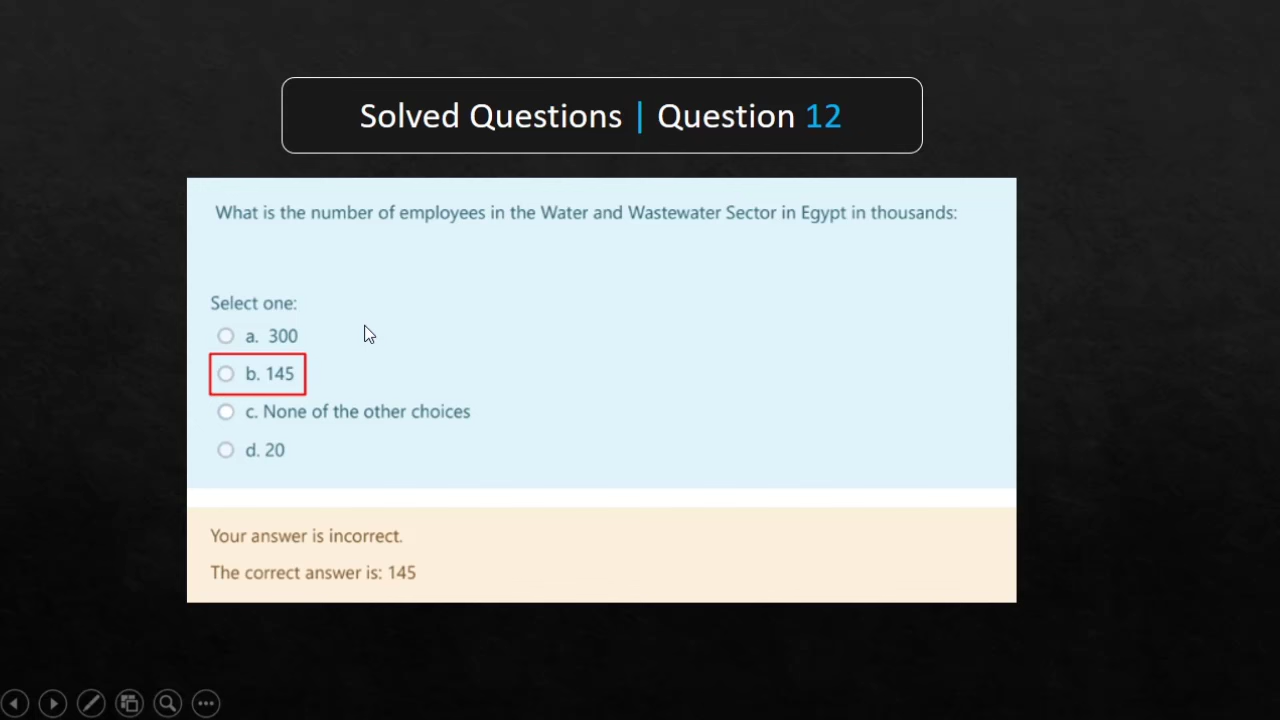 Solved Questions | Question 12
What is the number of employees in the Water and Wastewater Sector in Egypt in thousands:
Select one:
a. 300
b. 145
c. None of the other choices
d. 20
Your answer is incorrect.
The correct answer is: 145